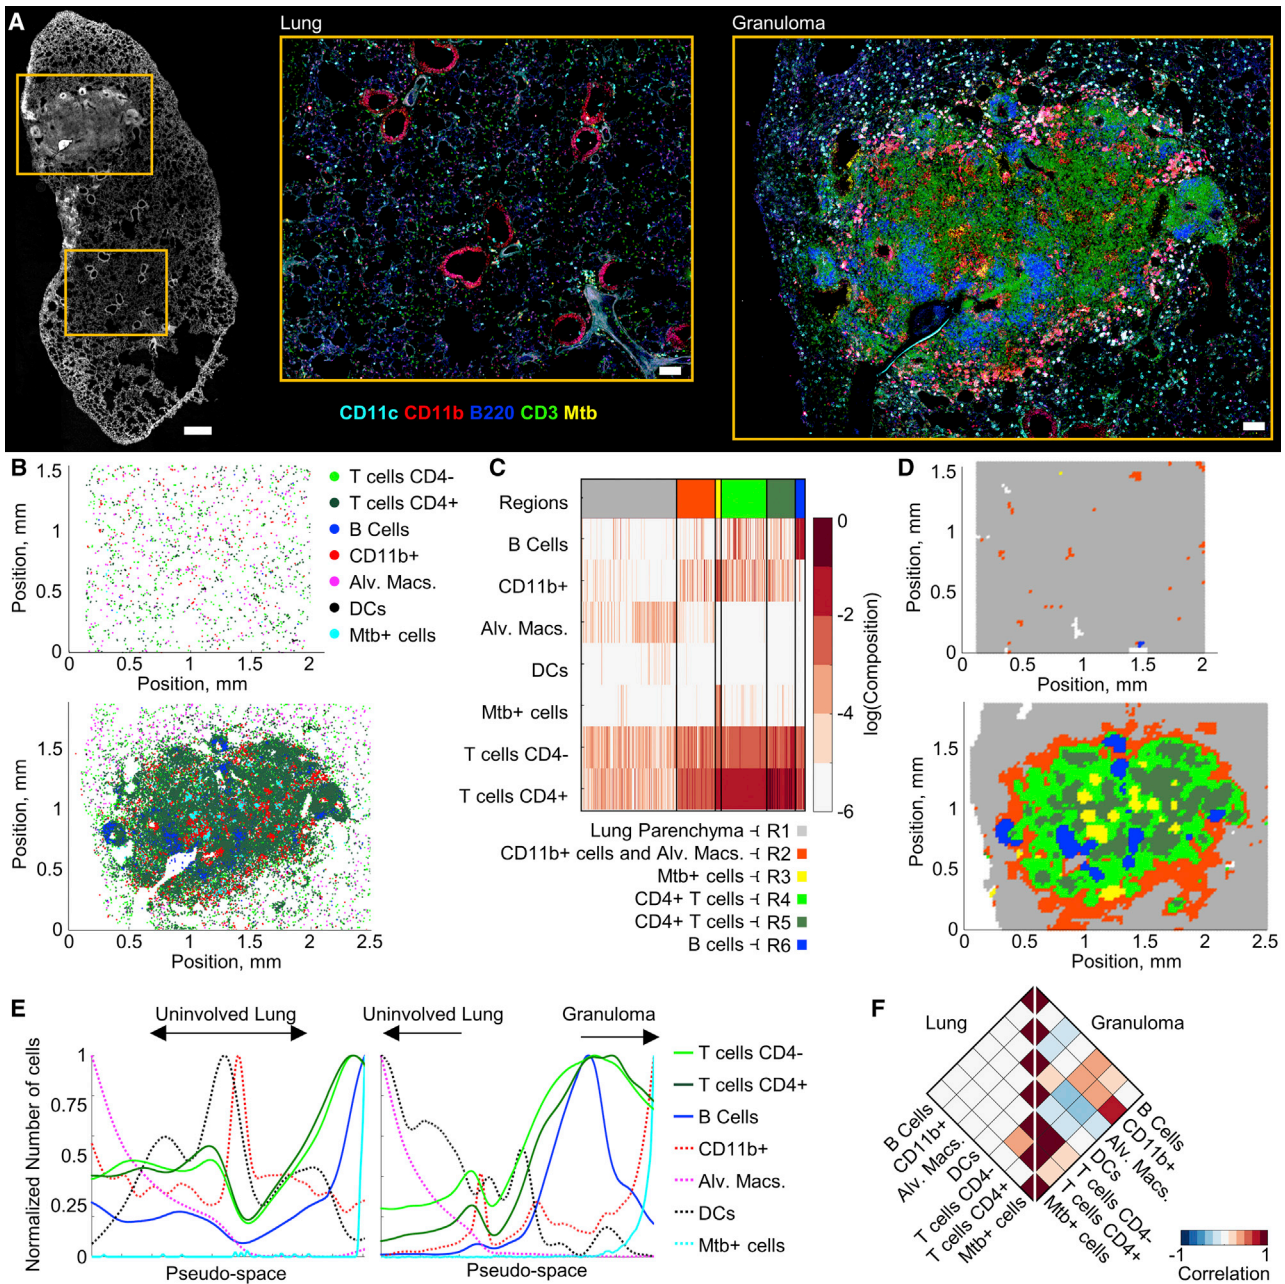 A
Lung
Granuloma
CD11c CD11b B220 CD3 Mtb
B
1.5
1
0.5
0
Position, mm
0 0.5 1 1.5 2
Position, mm
T cells CD4-
T cells CD4+
B Cells
CD11b+
Alv. Macs.
DCs
Mtb+ cells
1.5
1
0.5
0
Position, mm
0 0.5 1 1.5 2 2.5
Position, mm
C
Regions
B Cells
CD11b+
Alv. Macs.
DCs
Mtb+ cells
T cells CD4-
T cells CD4+
0
-2
-4
-6
log(Composition)
Lung Parenchyma R1
CD11b+ cells and Alv. Macs. R2
Mtb+ cells R3
CD4+ T cells R4
CD4+ T cells R5
B cells R6
D
1.5
1
0.5
0
Position, mm
0 0.5 1 1.5 2
Position, mm
1.5
1
0.5
0
Position, mm
0 0.5 1 1.5 2 2.5
Position, mm
E
Uninvolved Lung
Uninvolved Lung Granuloma
Normalized Number of cells
1
0.75
0.5
0.25
0
Pseudo-space
Pseudo-space
T cells CD4-
T cells CD4+
B Cells
CD11b+
Alv. Macs.
DCs
Mtb+ cells
F
Lung
Granuloma
B Cells
CD11b+
Alv. Macs.
DCs
T cells CD4-
T cells CD4+
Mtb+ cells
B Cells
CD11b+
Alv. Macs.
DCs
T cells CD4-
T cells CD4+
Mtb+ cells
-1 1
Correlation